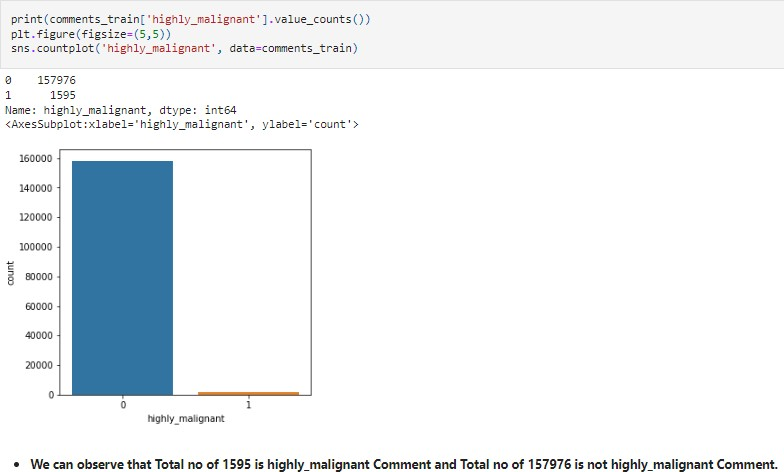 print(comments_train['highly_malignant'].value_counts())
plt.figure(figsize=(5,5))
sns.countplot('highly_malignant', data=comments_train)
0    157976
1      1595
Name: highly_malignant, dtype: int64
<AxesSubplot:xlabel='highly_malignant', ylabel='count'>
160000
140000
120000
100000
80000
60000
40000
20000
0
count
0 1
highly_malignant
• We can observe that Total no of 1595 is highly_malignant Comment and Total no of 157976 is not highly_malignant Comment.